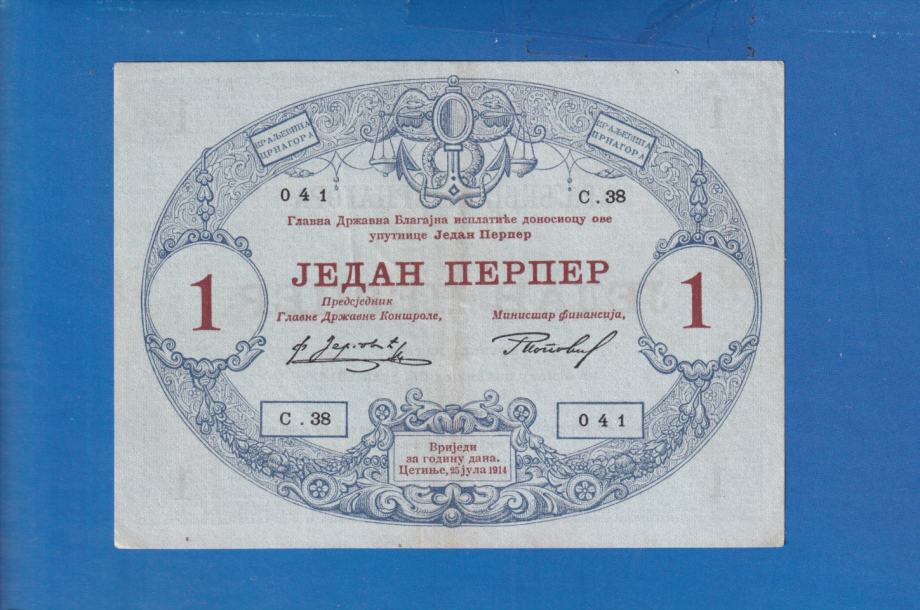 КРАЉЕВИНА
ЦРНАГОРА
КРАЉЕВИНА
ЦРНАГОРА
041
С.38
Главна Државна Благајна исплатиће доносиоцу ове
упутнице Један Перпер
ЈЕДАН ПЕРПЕР
1
1
Предсједник
Главне Државне Контроле,
Министар финансија,
С.38
041
Вриједи
за годину дана.
Цетиње, 25 јула 1914